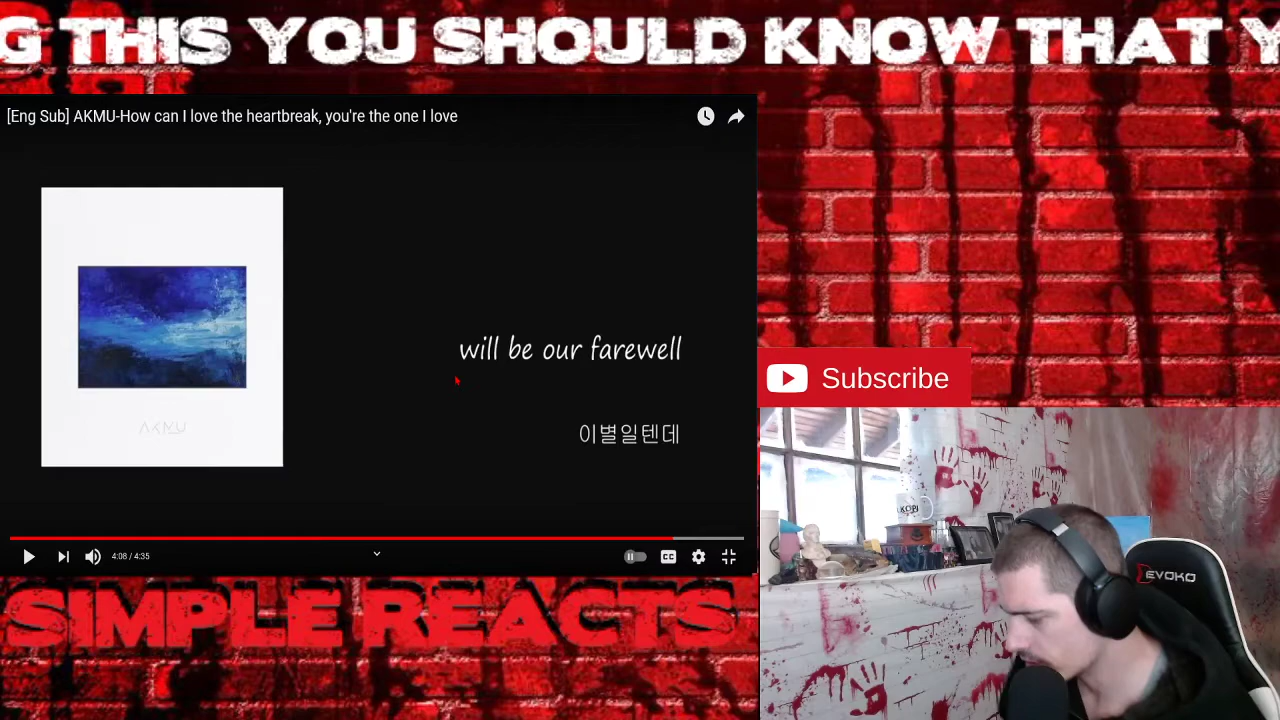 G THIS YOU SHOULD KNOW THAT Y
[Eng Sub] AKMU-How can I love the heartbreak, you're the one I love
will be our farewell
이별일텐데
AKMU
4:08 / 4:35
CC
Subscribe
EVOKO
SIMPLE REACTS